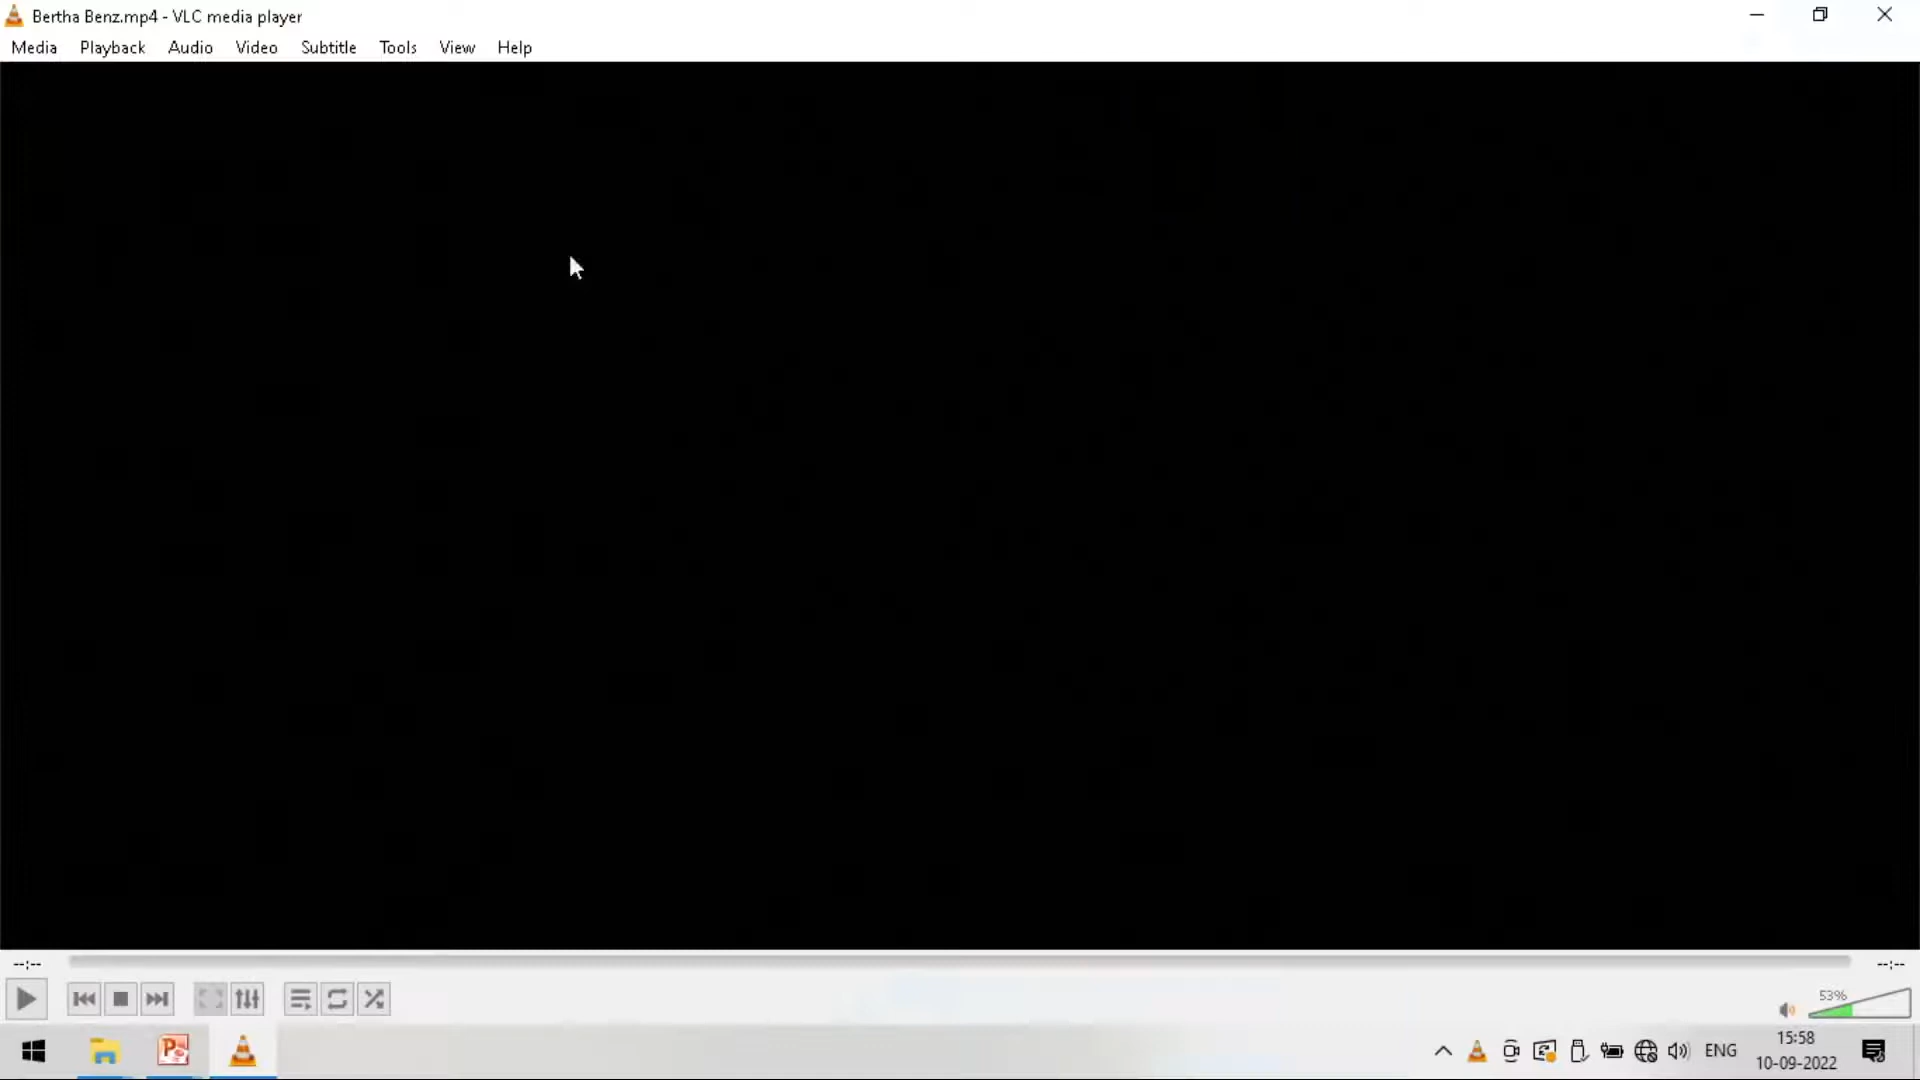 Bertha Benz.mp4 - VLC media player
Media Playback Audio Video Subtitle Tools View Help
--:-- --:--
53%
ENG
15:58
10-09-2022